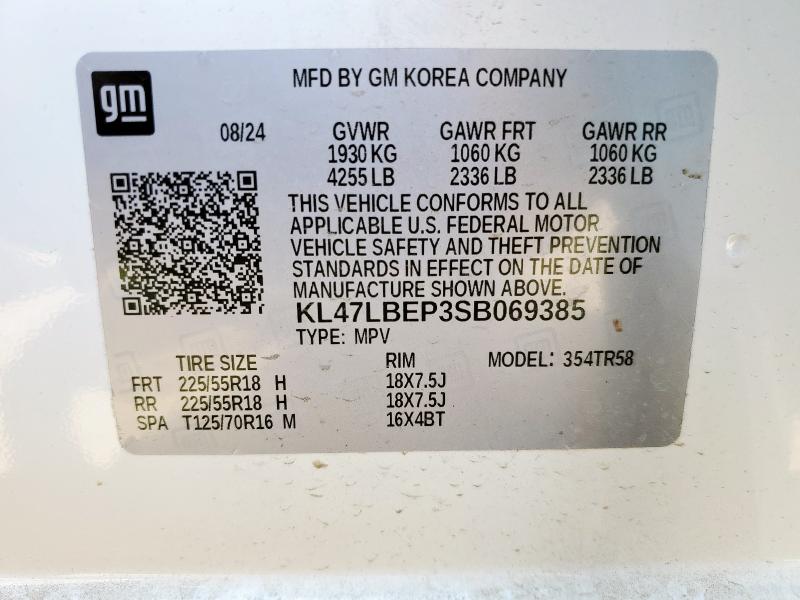 gm
MFD BY GM KOREA COMPANY
08/24 GVWR GAWR FRT GAWR RR
1930 KG 1060 KG 1060 KG
4255 LB 2336 LB 2336 LB
THIS VEHICLE CONFORMS TO ALL
APPLICABLE U.S. FEDERAL MOTOR
VEHICLE SAFETY AND THEFT PREVENTION
STANDARDS IN EFFECT ON THE DATE OF
MANUFACTURE SHOWN ABOVE.
KL47LBEP3SB069385
TYPE: MPV
TIRE SIZE RIM MODEL: 354TR58
FRT 225/55R18 H 18X7.5J
RR 225/55R18 H 18X7.5J
SPA T125/70R16 M 16X4BT